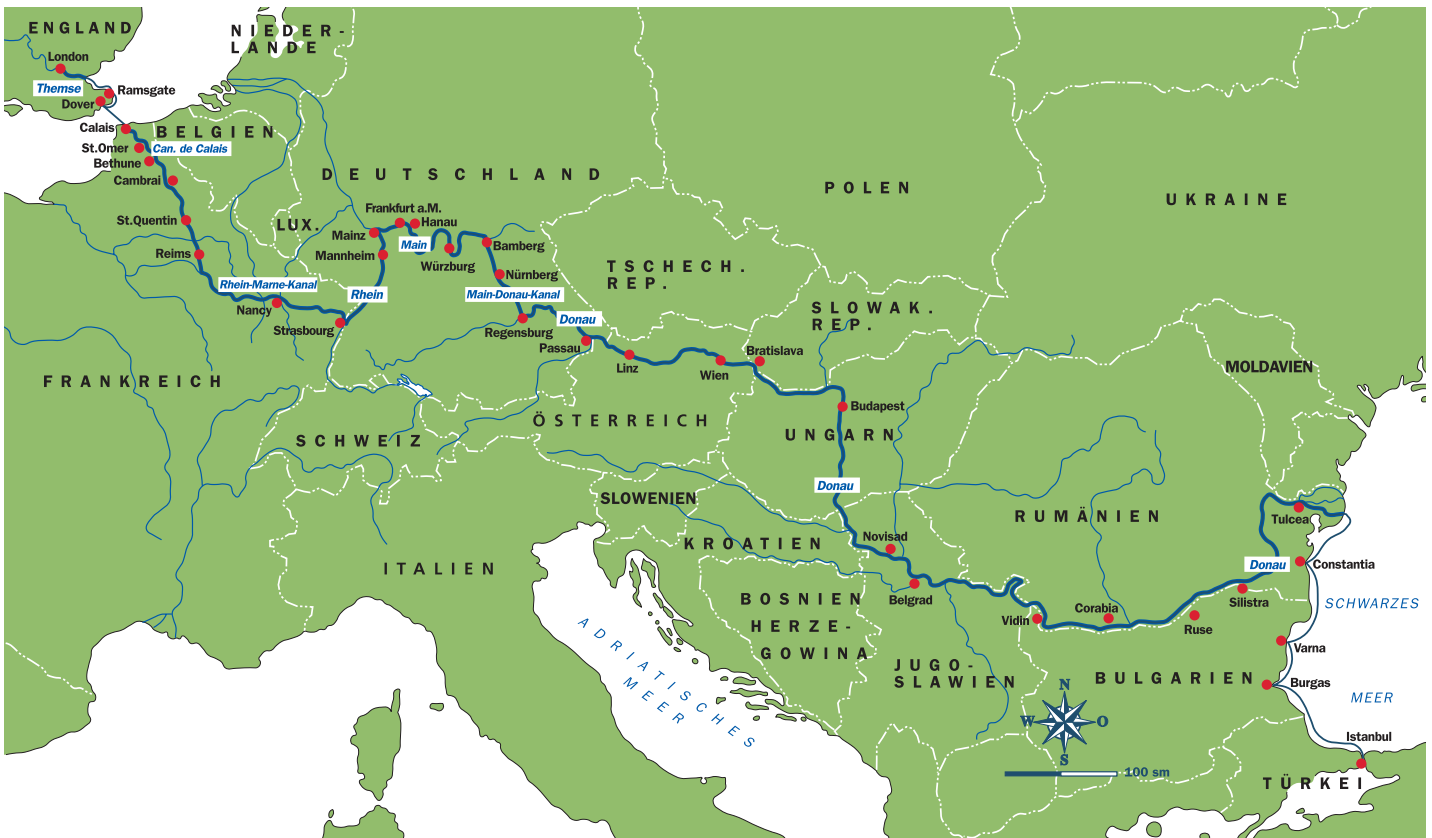 ENGLAND
NIEDER-
LANDE
London
Themse
Ramsgate
Dover
Calais
BELGIEN
St.Omer
Can. de Calais
Bethune
Cambrai
DEUTSCHLAND
POLEN
UKRAINE
St.Quentin
LUX.
Frankfurt a.M.
Hanau
Mainz
Main
Bamberg
Reims
Mannheim
Würzburg
Nürnberg
TSCHECH.
REP.
Rhein-Marne-Kanal
Rhein
Main-Donau-Kanal
Nancy
Strasbourg
Regensburg
Donau
Passau
SLOWAK.
REP.
Linz
Wien
Bratislava
MOLDAVIEN
FRANKREICH
Budapest
ÖSTERREICH
UNGARN
SCHWEIZ
Donau
SLOWENIEN
RUMÄNIEN
Tulcea
KROATIEN
Novisad
ITALIEN
Donau
Constantia
Belgrad
BOSNIEN
HERZE-
GOWINA
Vidin
Corabia
Ruse
Silistra
SCHWARZES
MEER
Varna
ADRIATISCHES
MEER
JUGO-
SLAWIEN
BULGARIEN
Burgas
N
W
O
S
Istanbul
100 sm
TÜRKEI